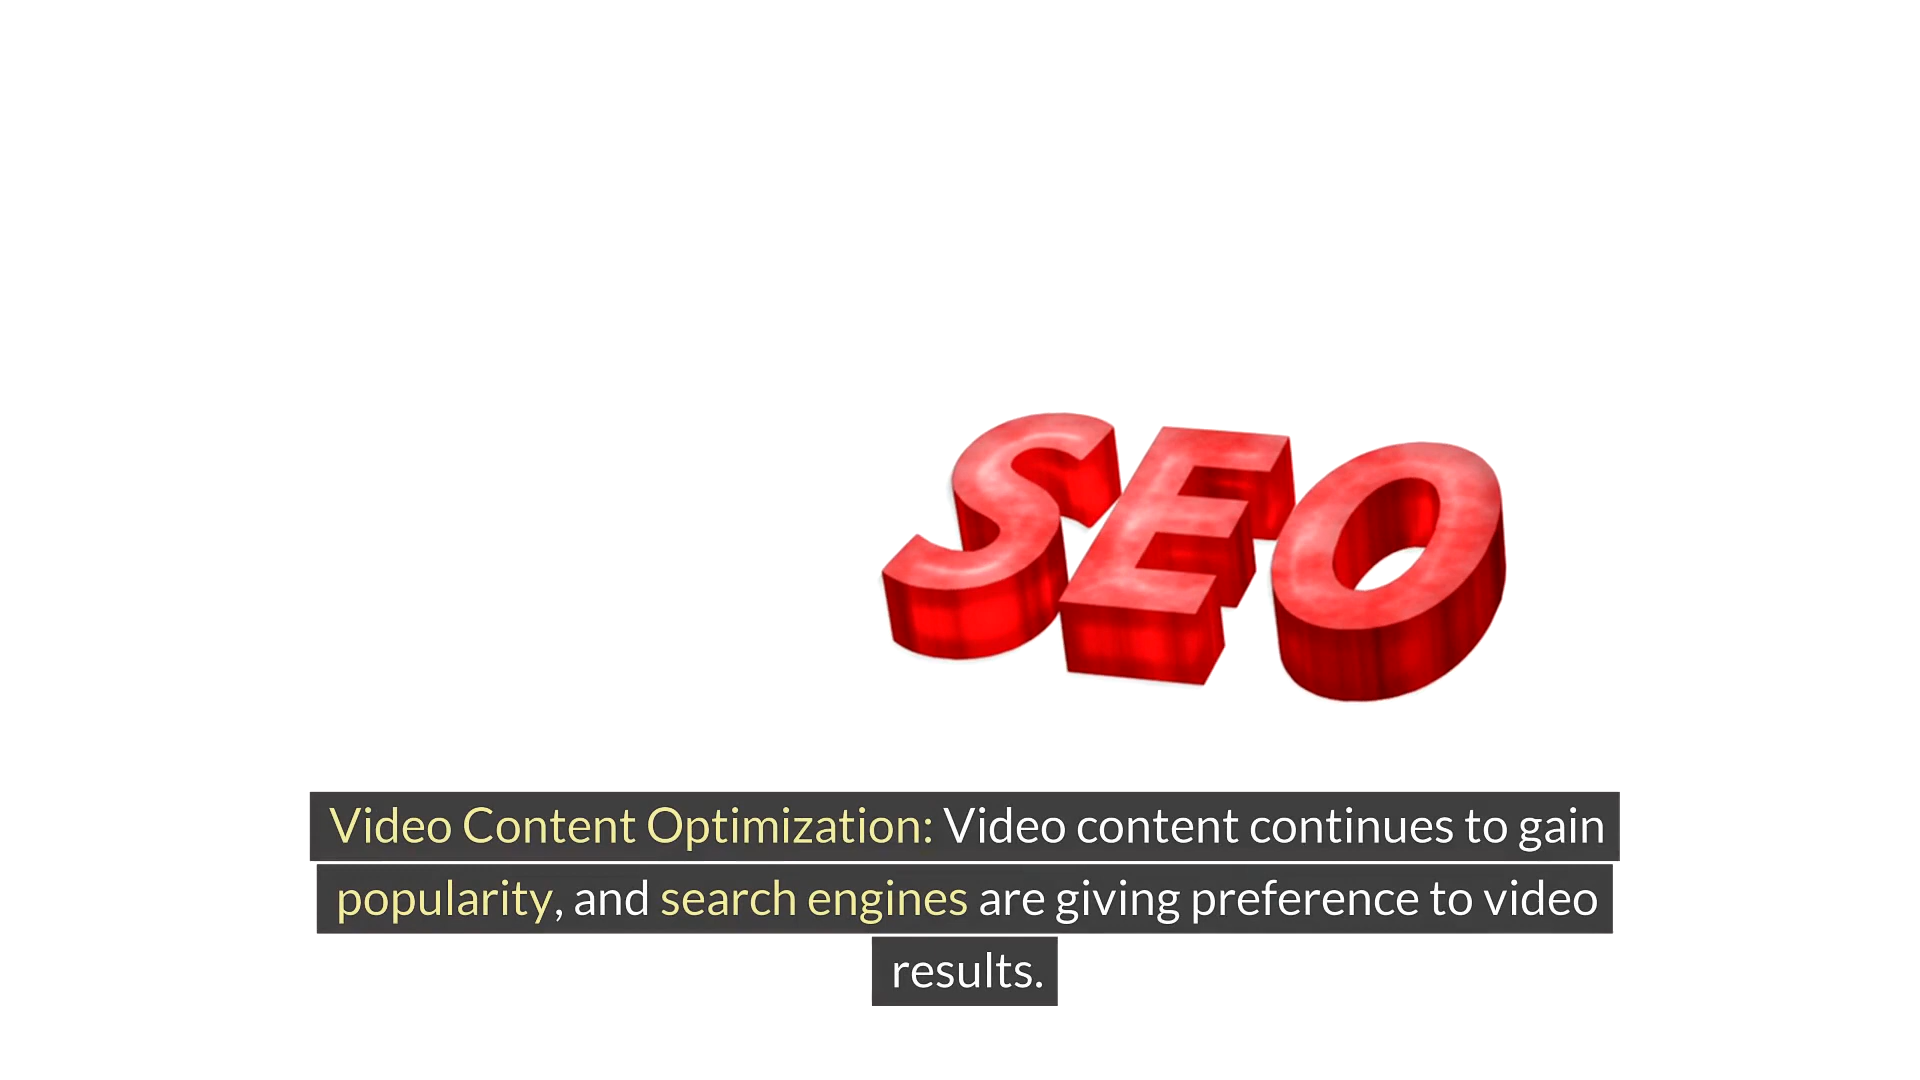 SEO
Video Content Optimization: Video content continues to gain
popularity, and search engines are giving preference to video
results.